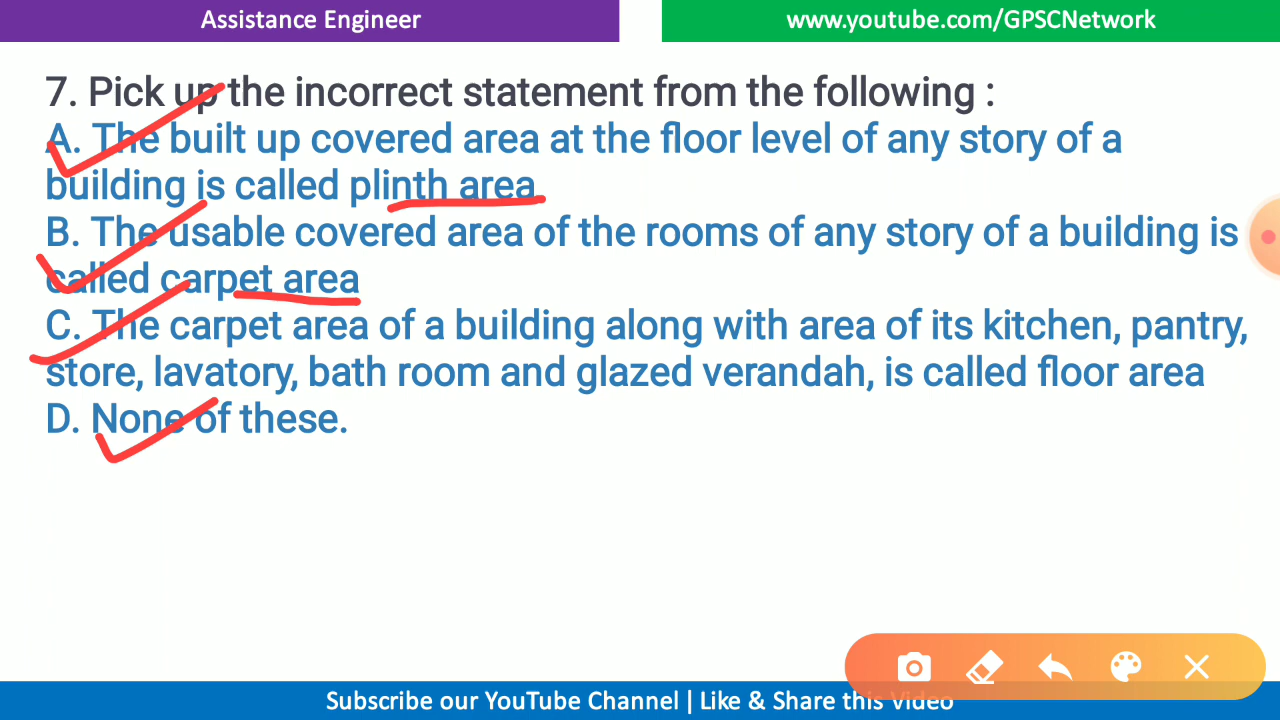 Assistance Engineer
www.youtube.com/GPSCNetwork
7. Pick up the incorrect statement from the following :
A. The built up covered area at the floor level of any story of a
building is called plinth area
B. The usable covered area of the rooms of any story of a building is
called carpet area
C. The carpet area of a building along with area of its kitchen, pantry,
store, lavatory, bath room and glazed verandah, is called floor area
D. None of these.
Subscribe our YouTube Channel | Like & Share this Video